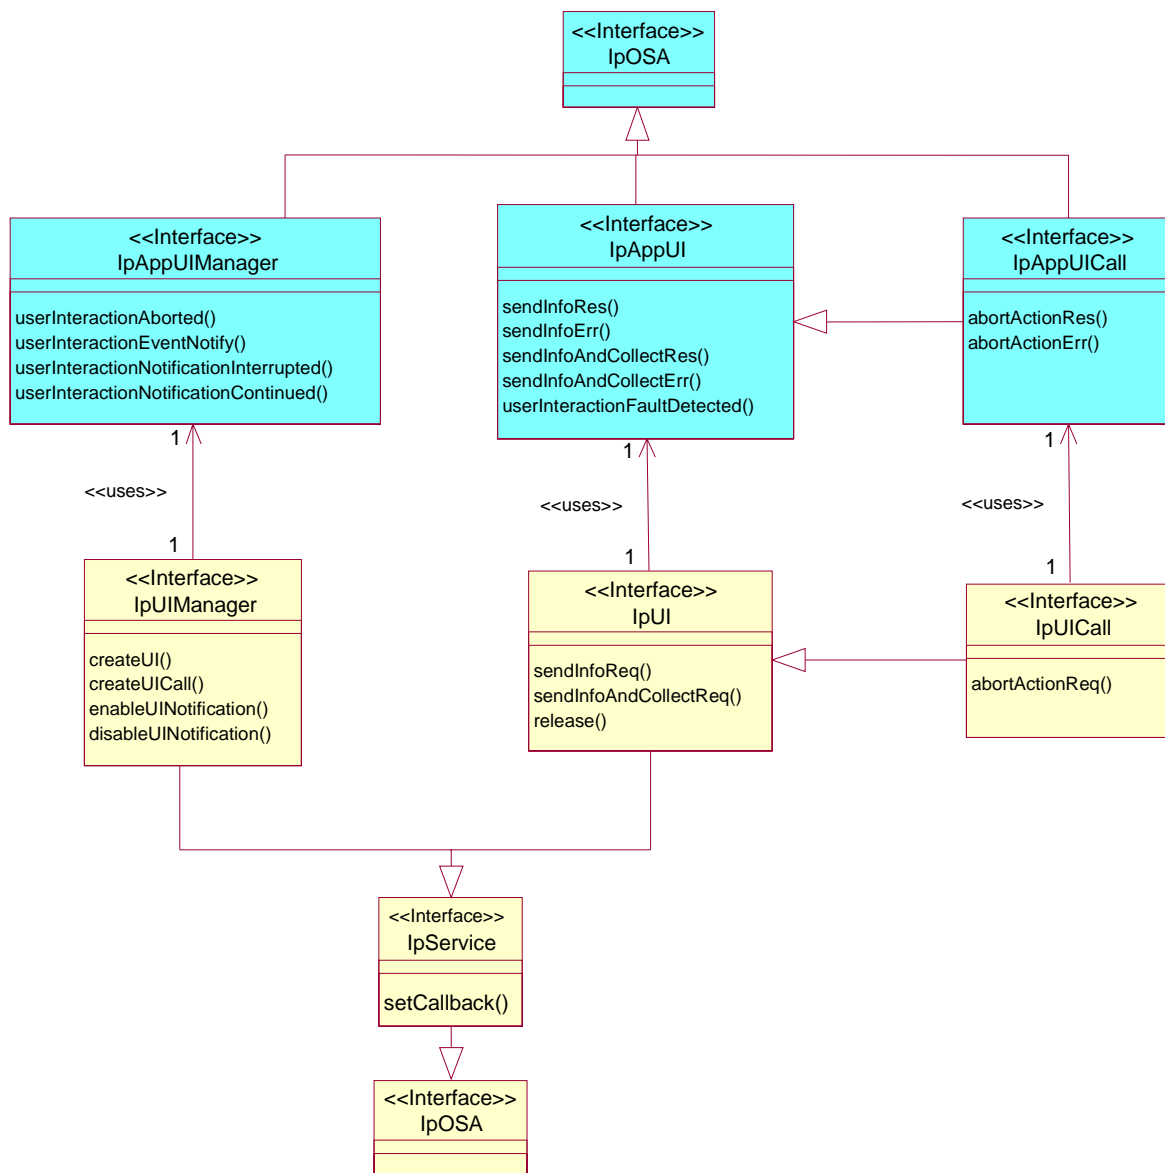 <<Interface>>
IpOSA
<<Interface>>
IpAppUIManager
userInteractionAborted()
userInteractionEventNotify()
userInteractionNotificationInterrupted()
userInteractionNotificationContinued()
<<Interface>>
IpAppUI
sendInfoRes()
sendInfoErr()
sendInfoAndCollectRes()
sendInfoAndCollectErr()
userInteractionFaultDetected()
<<Interface>>
IpAppUICall
abortActionRes()
abortActionErr()
1
<<uses>>
1
1
<<uses>>
1
1
<<uses>>
1
<<Interface>>
IpUIManager
createUI()
createUICall()
enableUINotification()
disableUINotification()
<<Interface>>
IpUI
sendInfoReq()
sendInfoAndCollectReq()
release()
<<Interface>>
IpUICall
abortActionReq()
<<Interface>>
IpService
setCallback()
<<Interface>>
IpOSA